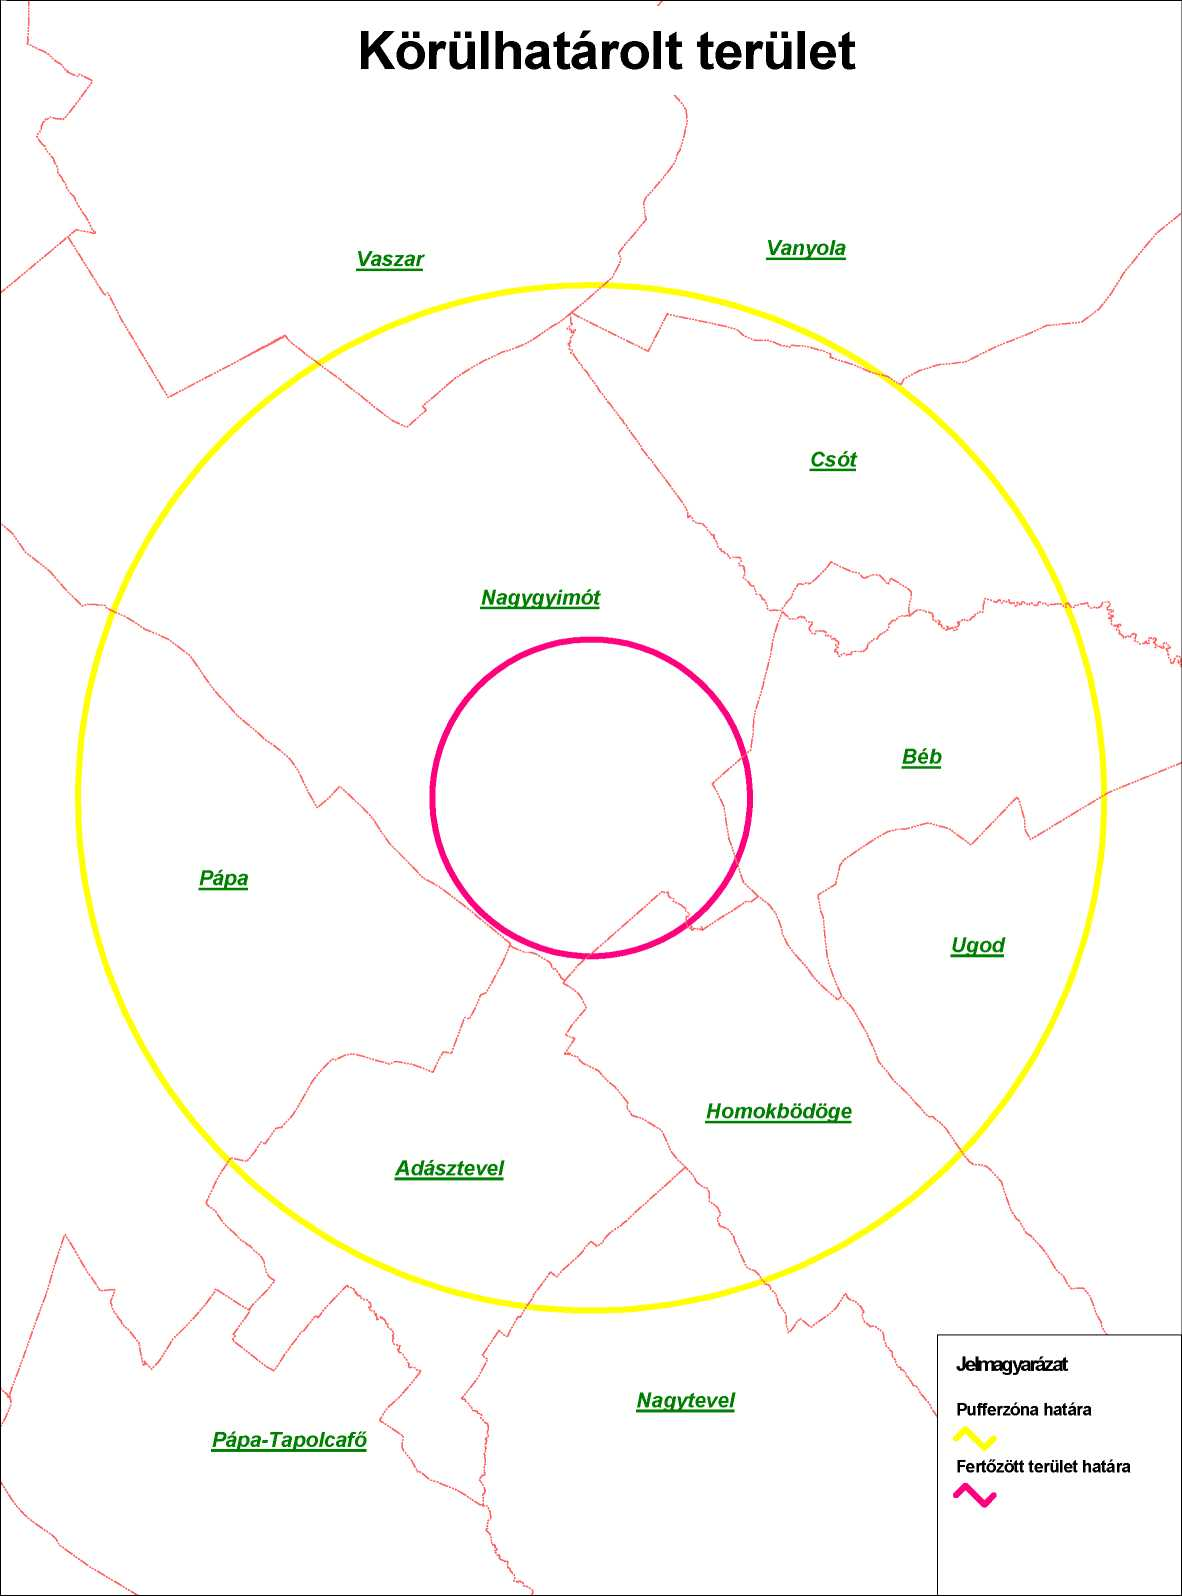 Körülhatárolt terület
Vanyola
Vaszar
Csót
Nagygyimót
Béb
Pápa
Ugod
Homokbödöge
Adásztevel
Nagytevel
Pápa-Tapolcafő
Jelmagyarázat
Pufferzóna határa
Fertőzött terület határa